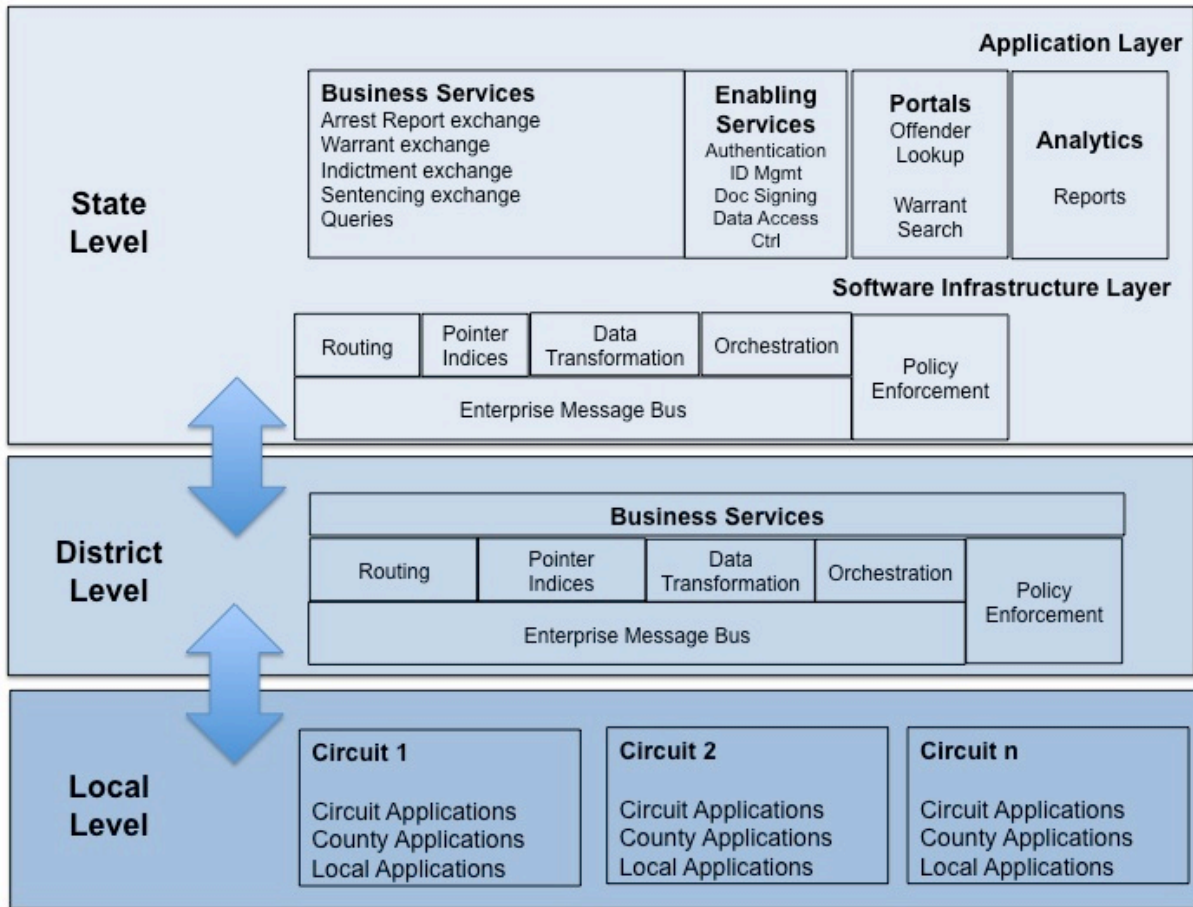 Application Layer
State
Level
Business Services
Arrest Report exchange
Warrant exchange
Indictment exchange
Sentencing exchange
Queries
Enabling
Services
Authentication
ID Mgmt
Doc Signing
Data Access
Ctrl
Portals
Offender
Lookup
Warrant
Search
Analytics
Reports
Software Infrastructure Layer
Routing
Pointer
Indices
Data
Transformation
Orchestration
Policy
Enforcement
Enterprise Message Bus
District
Level
Business Services
Routing
Pointer
Indices
Data
Transformation
Orchestration
Policy
Enforcement
Enterprise Message Bus
Local
Level
Circuit 1
Circuit Applications
County Applications
Local Applications
Circuit 2
Circuit Applications
County Applications
Local Applications
Circuit n
Circuit Applications
County Applications
Local Applications